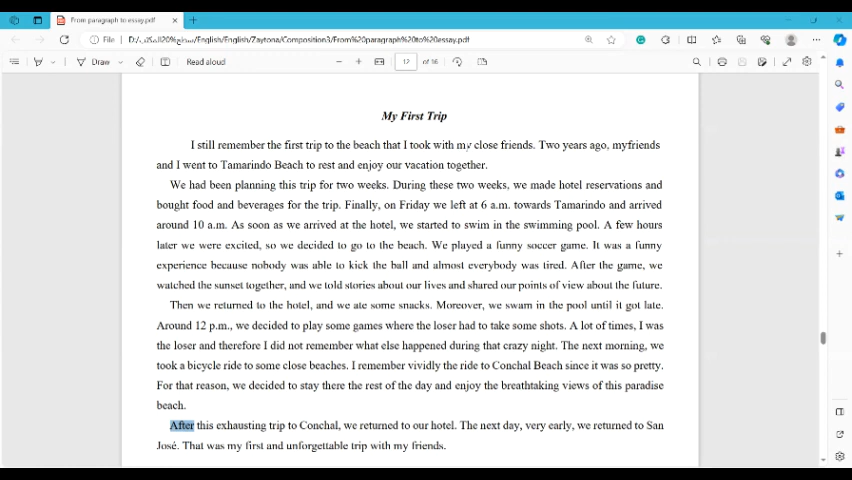 From paragraph to essay.pdf
File
English/English/Zaytona/Composition3/From%20paragraph%20to%20essay.pdf
Draw
Read aloud
12
of 16
My First Trip
I still remember the first trip to the beach that I took with my close friends. Two years ago, myfriends
and I went to Tamarindo Beach to rest and enjoy our vacation together.
We had been planning this trip for two weeks. During these two weeks, we made hotel reservations and
bought food and beverages for the trip. Finally, on Friday we left at 6 a.m. towards Tamarindo and arrived
around 10 a.m. As soon as we arrived at the hotel, we started to swim in the swimming pool. A few hours
later we were excited, so we decided to go to the beach. We played a funny soccer game. It was a funny
experience because nobody was able to kick the ball and almost everybody was tired. After the game, we
watched the sunset together, and we told stories about our lives and shared our points of view about the future.
Then we returned to the hotel, and we ate some snacks. Moreover, we swam in the pool until it got late.
Around 12 p.m., we decided to play some games where the loser had to take some shots. A lot of times, I was
the loser and therefore I did not remember what else happened during that crazy night. The next morning, we
took a bicycle ride to some close beaches. I remember vividly the ride to Conchal Beach since it was so pretty.
For that reason, we decided to stay there the rest of the day and enjoy the breathtaking views of this paradise
beach.
After this exhausting trip to Conchal, we returned to our hotel. The next day, very early, we returned to San
José. That was my first and unforgettable trip with my friends.